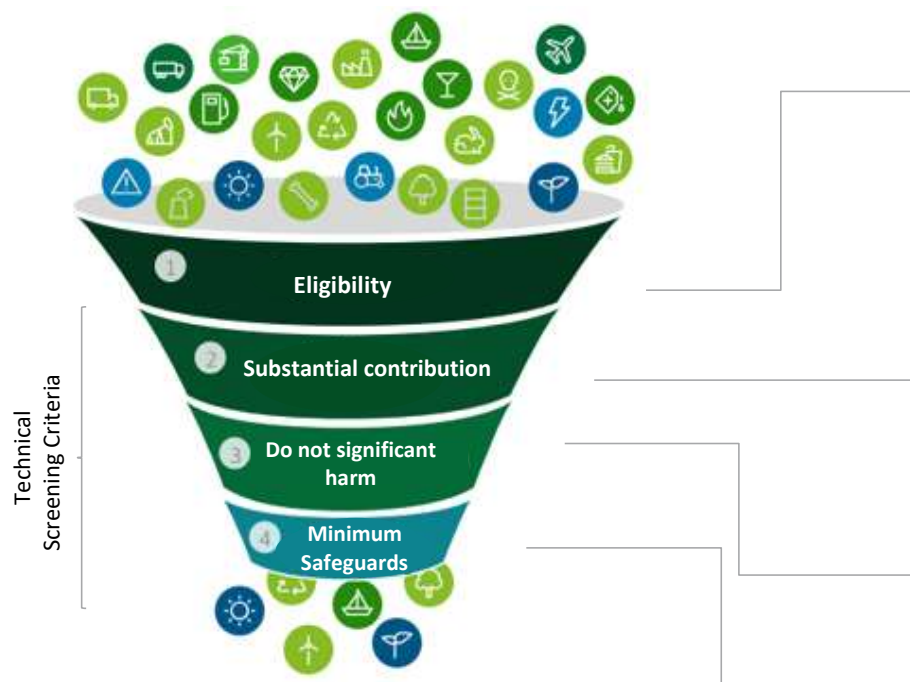 1
Eligibility
2
Substantial contribution
3
Do not significant
harm
4
Minimum
Safeguards
Technical
Screening Criteria